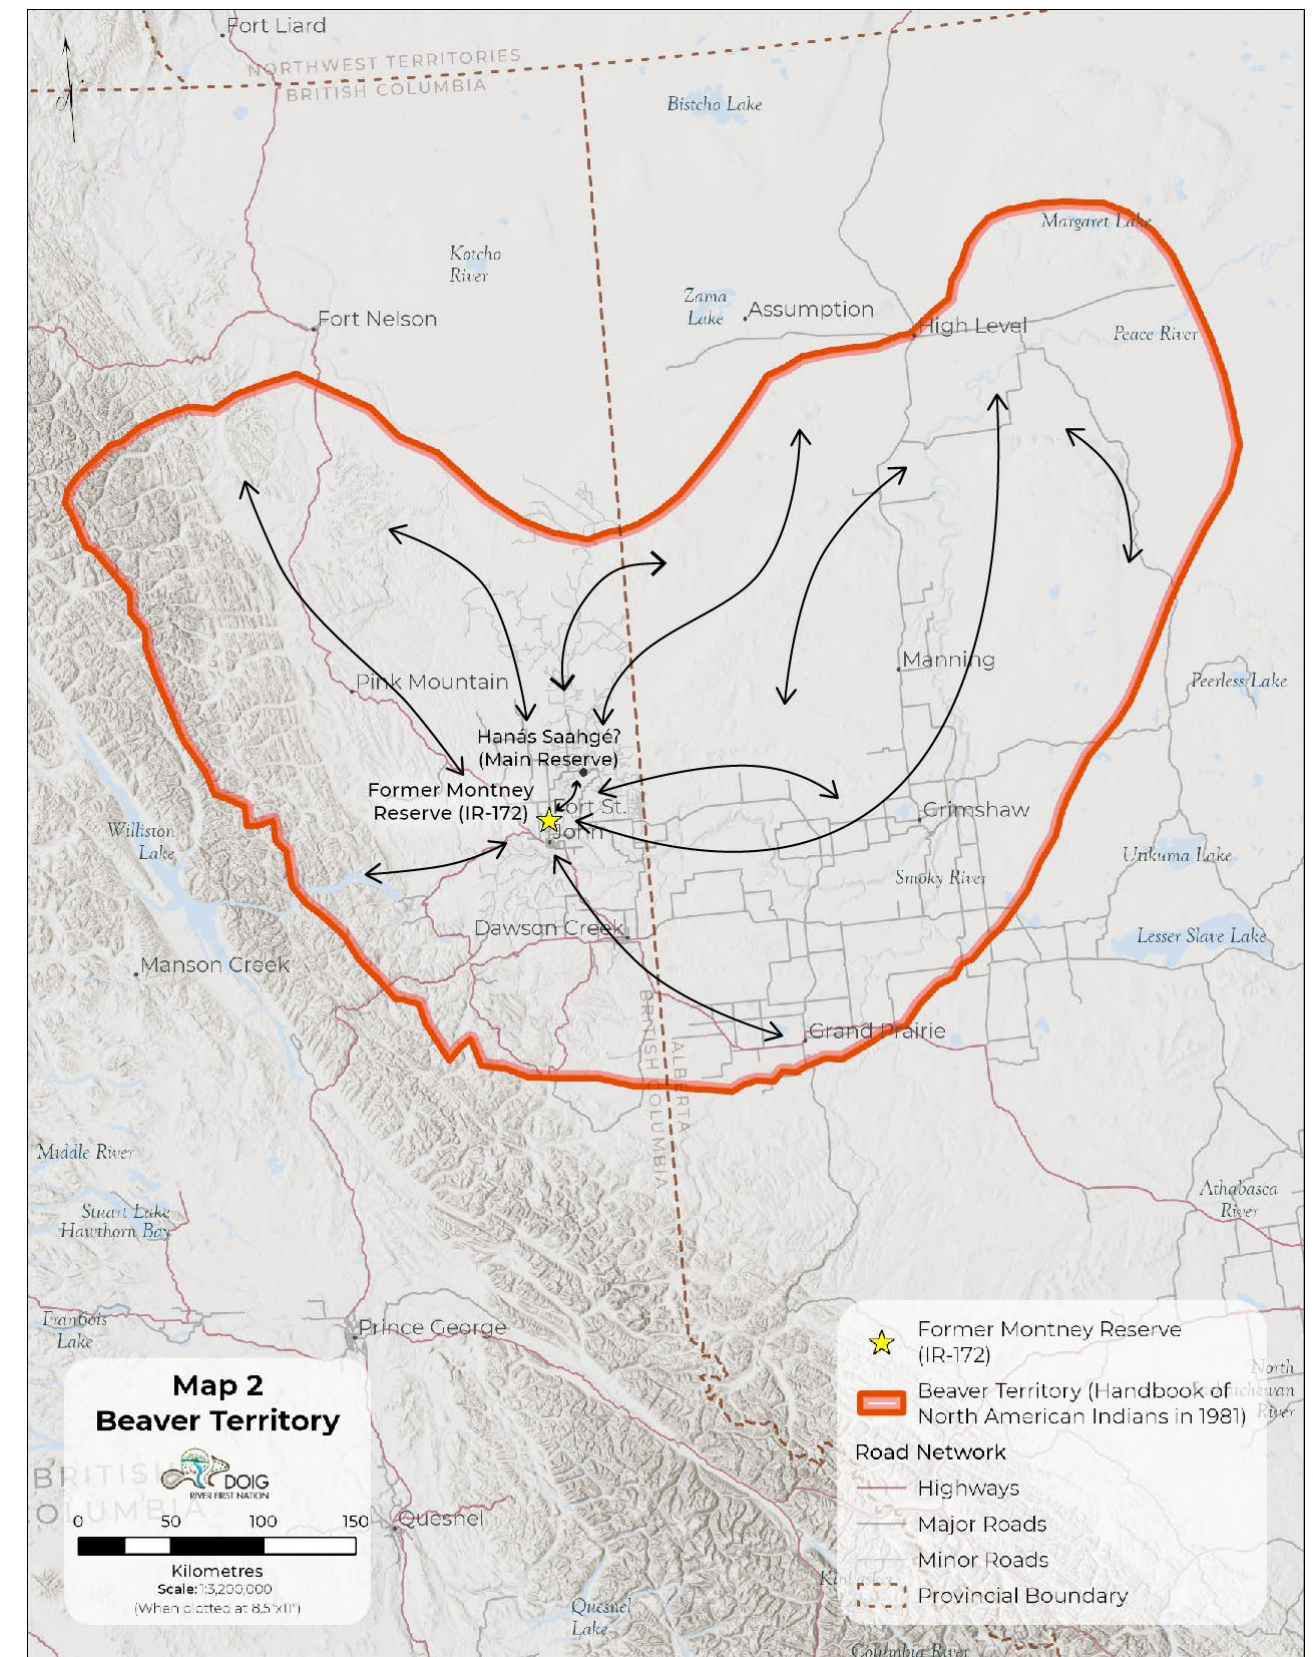 Fort Liard
NORTHWEST TERRITORIES
BRITISH COLUMBIA
Bistcho Lake
Margaret Lake
Kotcho
River
Zama
Lake
Assumption
Fort Nelson
High Level
Peace River
Manning
Pink Mountain
Peerless Lake
Hanás Saahgé?
(Main Reserve)
Former Montney
Reserve (IR-172)
Fort St.
John
Grimshaw
Williston
Lake
Utikuma Lake
Smoky River
Dawson Creek
Lesser Slave Lake
Manson Creek
BRITISH COLUMBIA
ALBERTA
Grand Prairie
Middle River
Athabasca
River
Stuart Lake
Hawthorn Bay
Lake
Prince George
Former Montney Reserve
(IR-172)
Beaver Territory (Handbook of
North American Indians in 1981)
North
River
Road Network
Highways
Major Roads
Minor Roads
Provincial Boundary
Map 2
Beaver Territory
DOIG
RIVER FIRST NATION
0 50 100 150
Kilometres
Scale: 1:3,200,000
(When plotted at 8.5"x11")
Quesnel
Quesnel
Lake
Columbia River